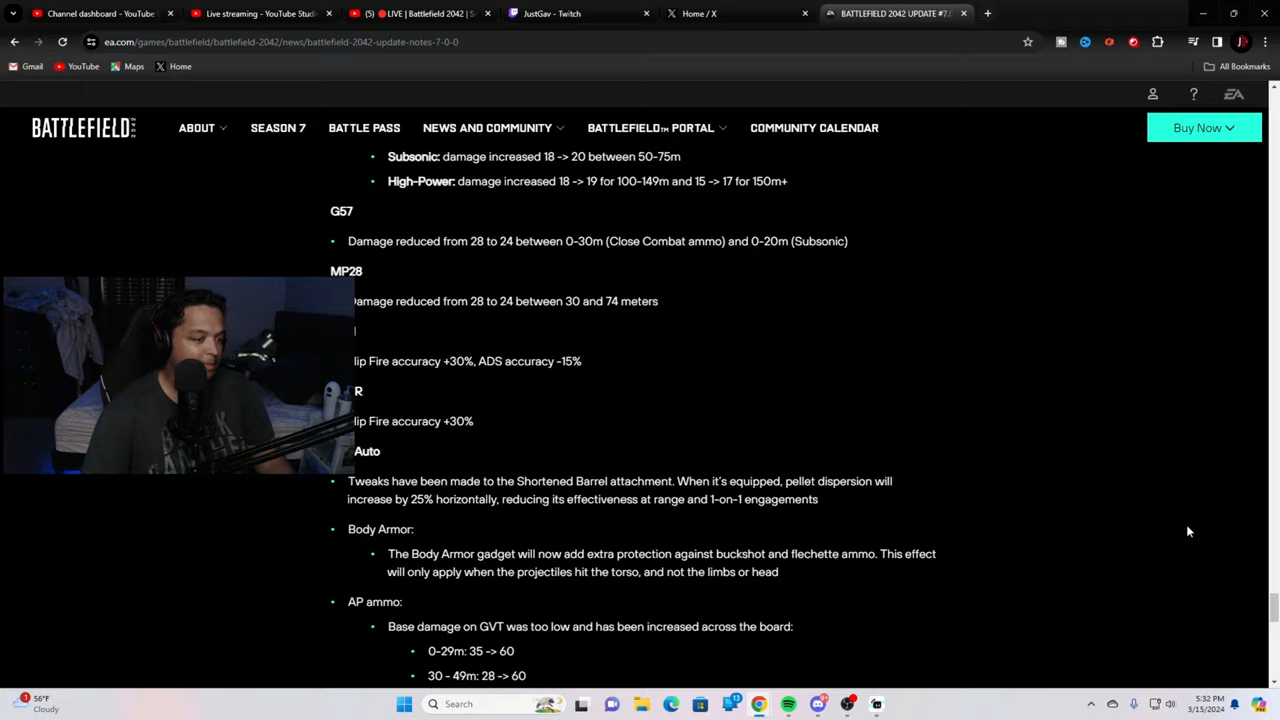 Channel dashboard - YouTube S
Live streaming - YouTube Studi
(5) LIVE | Battlefield 2042 | S
JustGav - Twitch
Home / X
BATTLEFIELD 2042 UPDATE #7.
ea.com/games/battlefield/battlefield-2042/news/battlefield-2042-update-notes-7-0-0
Gmail
YouTube
Maps
Home
All Bookmarks
EA
BATTLEFIELD 2042
ABOUT
SEASON 7
BATTLE PASS
NEWS AND COMMUNITY
BATTLEFIELD™ PORTAL
COMMUNITY CALENDAR
Buy Now
Subsonic: damage increased 18 -> 20 between 50-75m
High-Power: damage increased 18 -> 19 for 100-149m and 15 -> 17 for 150m+
G57
Damage reduced from 28 to 24 between 0-30m (Close Combat ammo) and 0-20m (Subsonic)
MP28
Damage reduced from 28 to 24 between 30 and 74 meters
lip Fire accuracy +30%, ADS accuracy -15%
R
lip Fire accuracy +30%
Auto
Tweaks have been made to the Shortened Barrel attachment. When it's equipped, pellet dispersion will
increase by 25% horizontally, reducing its effectiveness at range and 1-on-1 engagements
Body Armor:
The Body Armor gadget will now add extra protection against buckshot and flechette ammo. This effect
will only apply when the projectiles hit the torso, and not the limbs or head
AP ammo:
Base damage on GVT was too low and has been increased across the board:
0-29m: 35 -> 60
30 - 49m: 28 -> 60
1
56°F
Cloudy
Search
13
9+
5:32 PM
3/15/2024